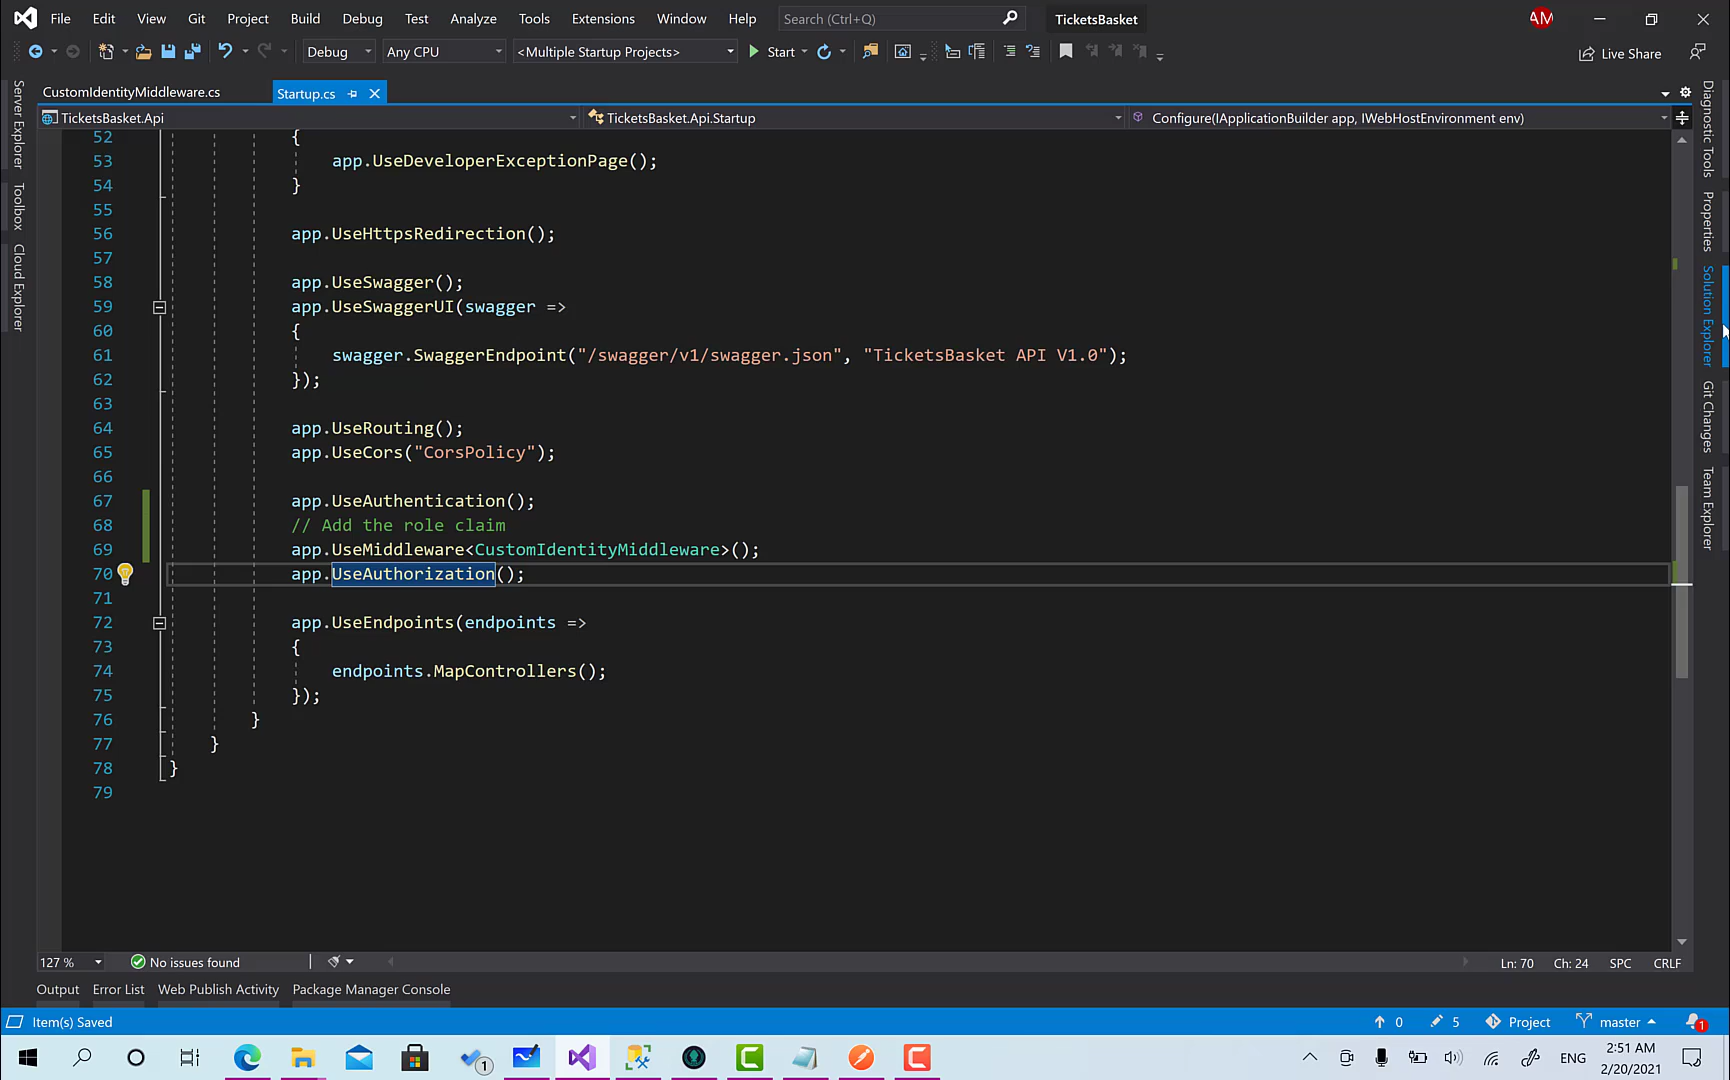 File Edit View Git Project Build Debug Test Analyze Tools Extensions Window Help Search (Ctrl+Q) TicketsBasket AM
Debug Any CPU <Multiple Startup Projects> Start Live Share
CustomIdentityMiddleware.cs Startup.cs
TicketsBasket.Api TicketsBasket.Api.Startup Configure(IApplicationBuilder app, IWebHostEnvironment env)
Server Explorer
Toolbox
Cloud Explorer
52 {
53 app.UseDeveloperExceptionPage();
54 }
55
56 app.UseHttpsRedirection();
57
58 app.UseSwagger();
59 app.UseSwaggerUI(swagger =>
60 {
61 swagger.SwaggerEndpoint("/swagger/v1/swagger.json", "TicketsBasket API V1.0");
62 });
63
64 app.UseRouting();
65 app.UseCors("CorsPolicy");
66
67 app.UseAuthentication();
68 // Add the role claim
69 app.UseMiddleware<CustomIdentityMiddleware>();
70 app.UseAuthorization();
71
72 app.UseEndpoints(endpoints =>
73 {
74 endpoints.MapControllers();
75 });
76 }
77 }
78 }
79
Diagnostic Tools
Properties
Solution Explorer
Git Changes
Team Explorer
127 % No issues found Ln: 70 Ch: 24 SPC CRLF
Output Error List Web Publish Activity Package Manager Console
Item(s) Saved 0 5 Project master 1
1 ENG 2:51 AM
2/20/2021